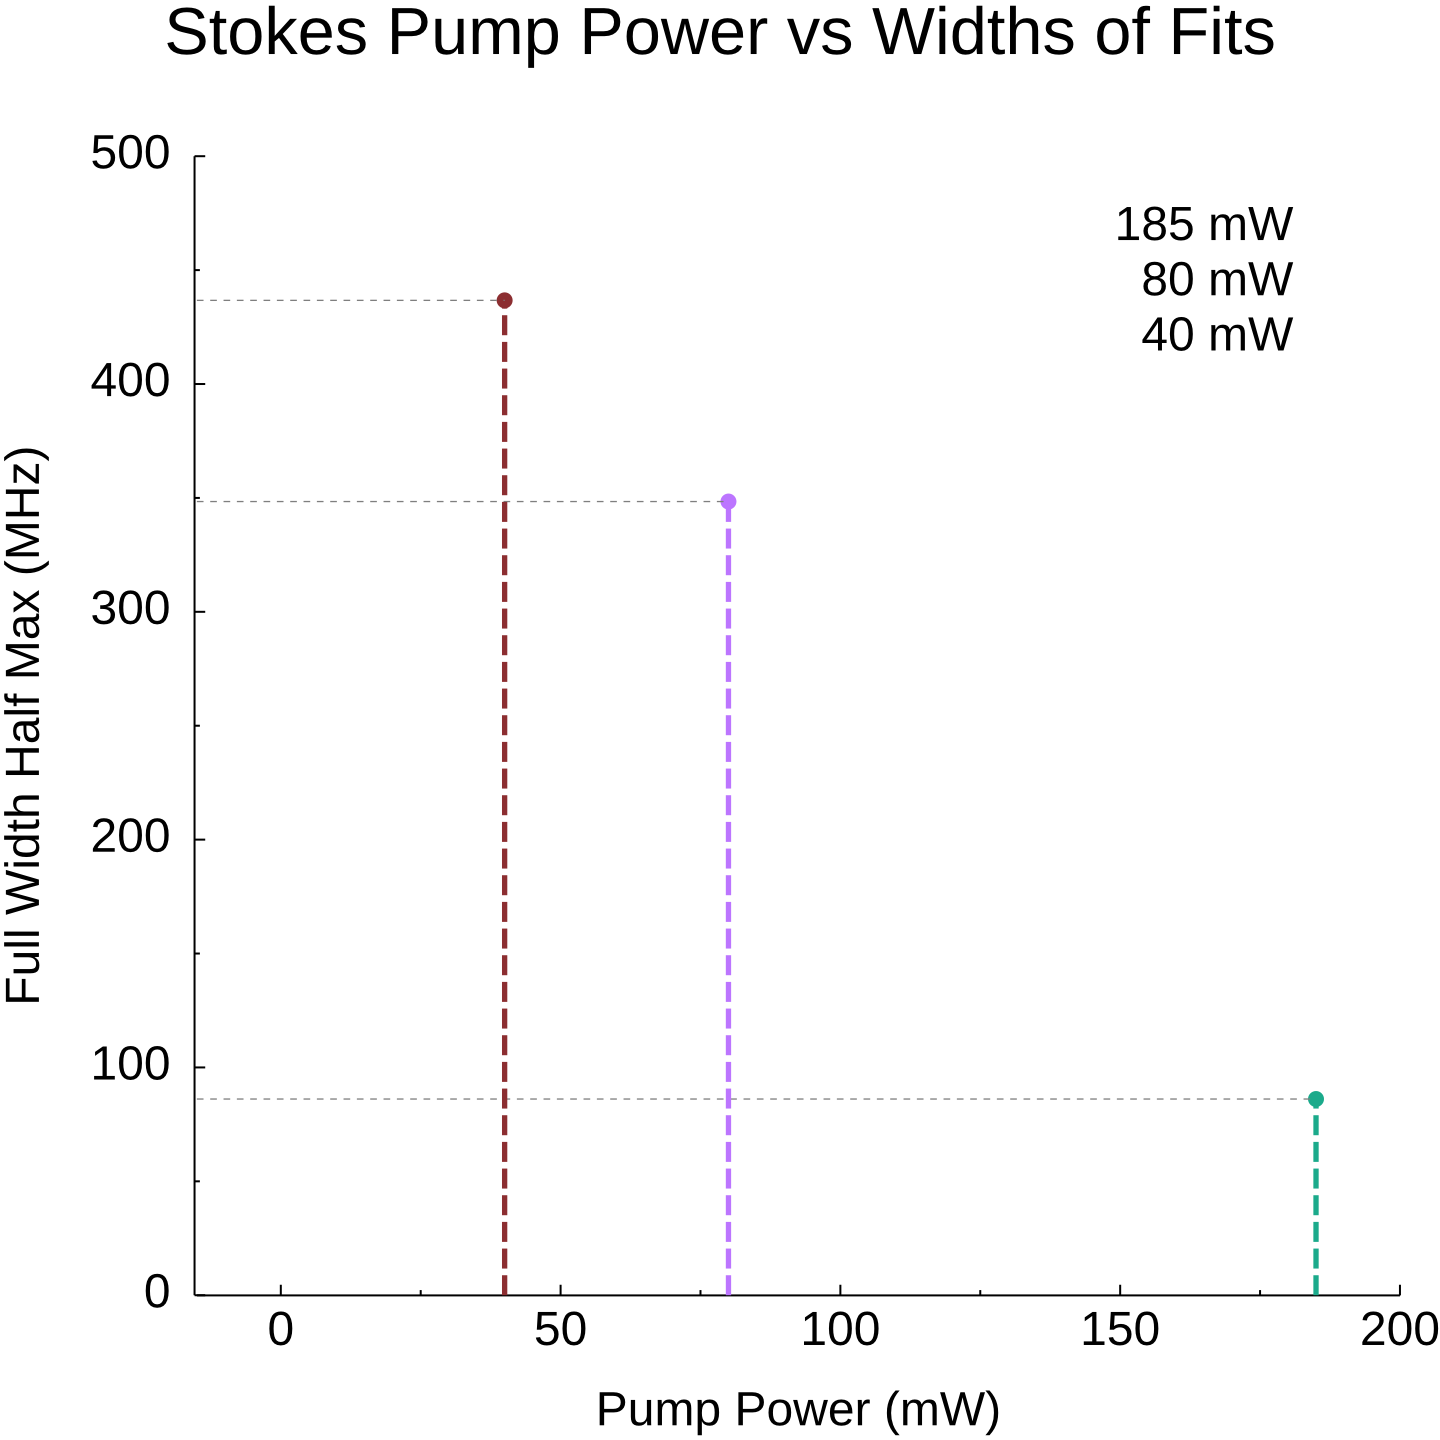 Stokes Pump Power vs Widths of Fits
500
400
300
200
100
0
Full Width Half Max (MHz)
185 mW
80 mW
40 mW
0 50 100 150 200
Pump Power (mW)